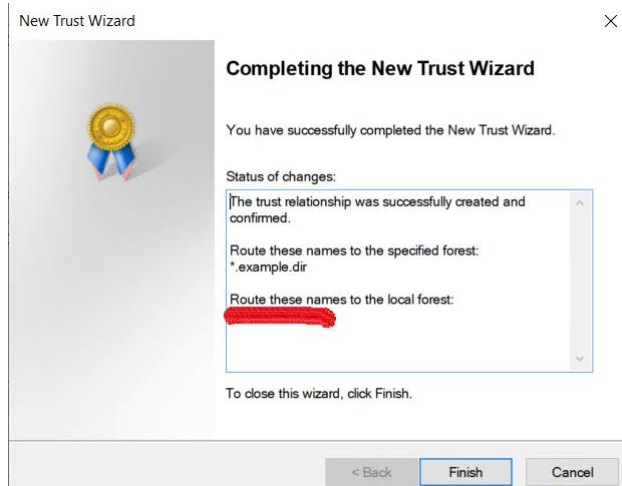 New Trust Wizard
Completing the New Trust Wizard
You have successfully completed the New Trust Wizard.
Status of changes:
The trust relationship was successfully created and
confirmed.
Route these names to the specified forest:
*.example.dir
Route these names to the local forest:
To close this wizard, click Finish.
< Back
Finish
Cancel